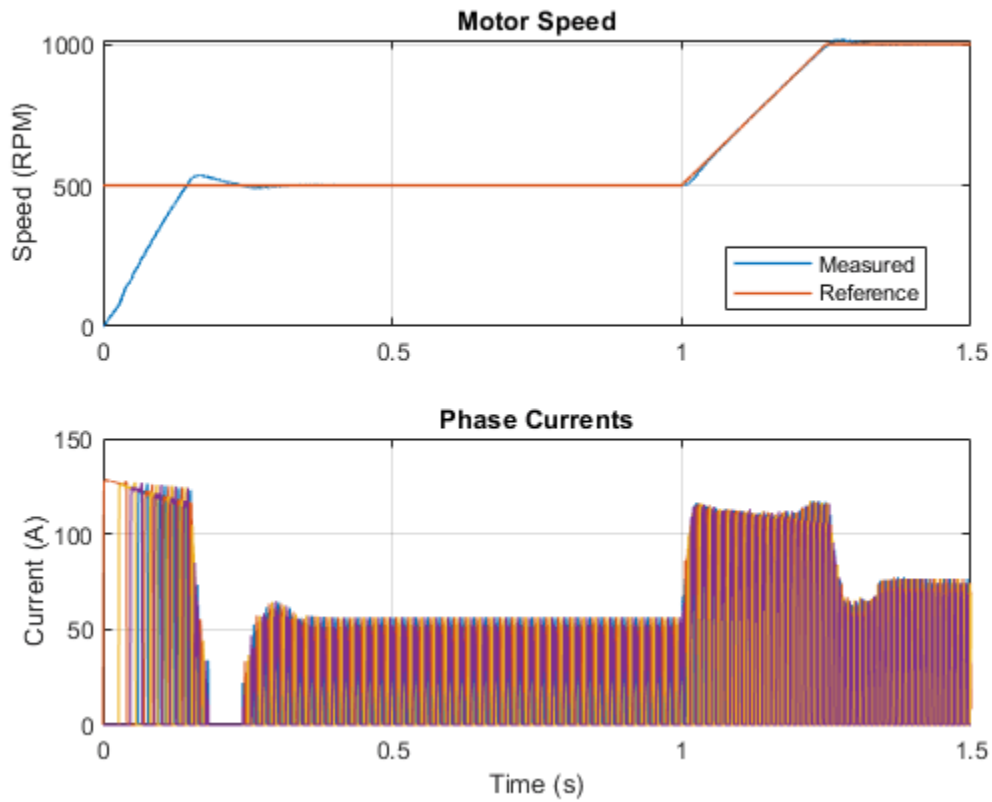 Motor Speed
1000
500
0
Speed (RPM)
Measured
Reference
0 0.5 1 1.5
Phase Currents
150
100
50
0
Current (A)
0 0.5 1 1.5
Time (s)